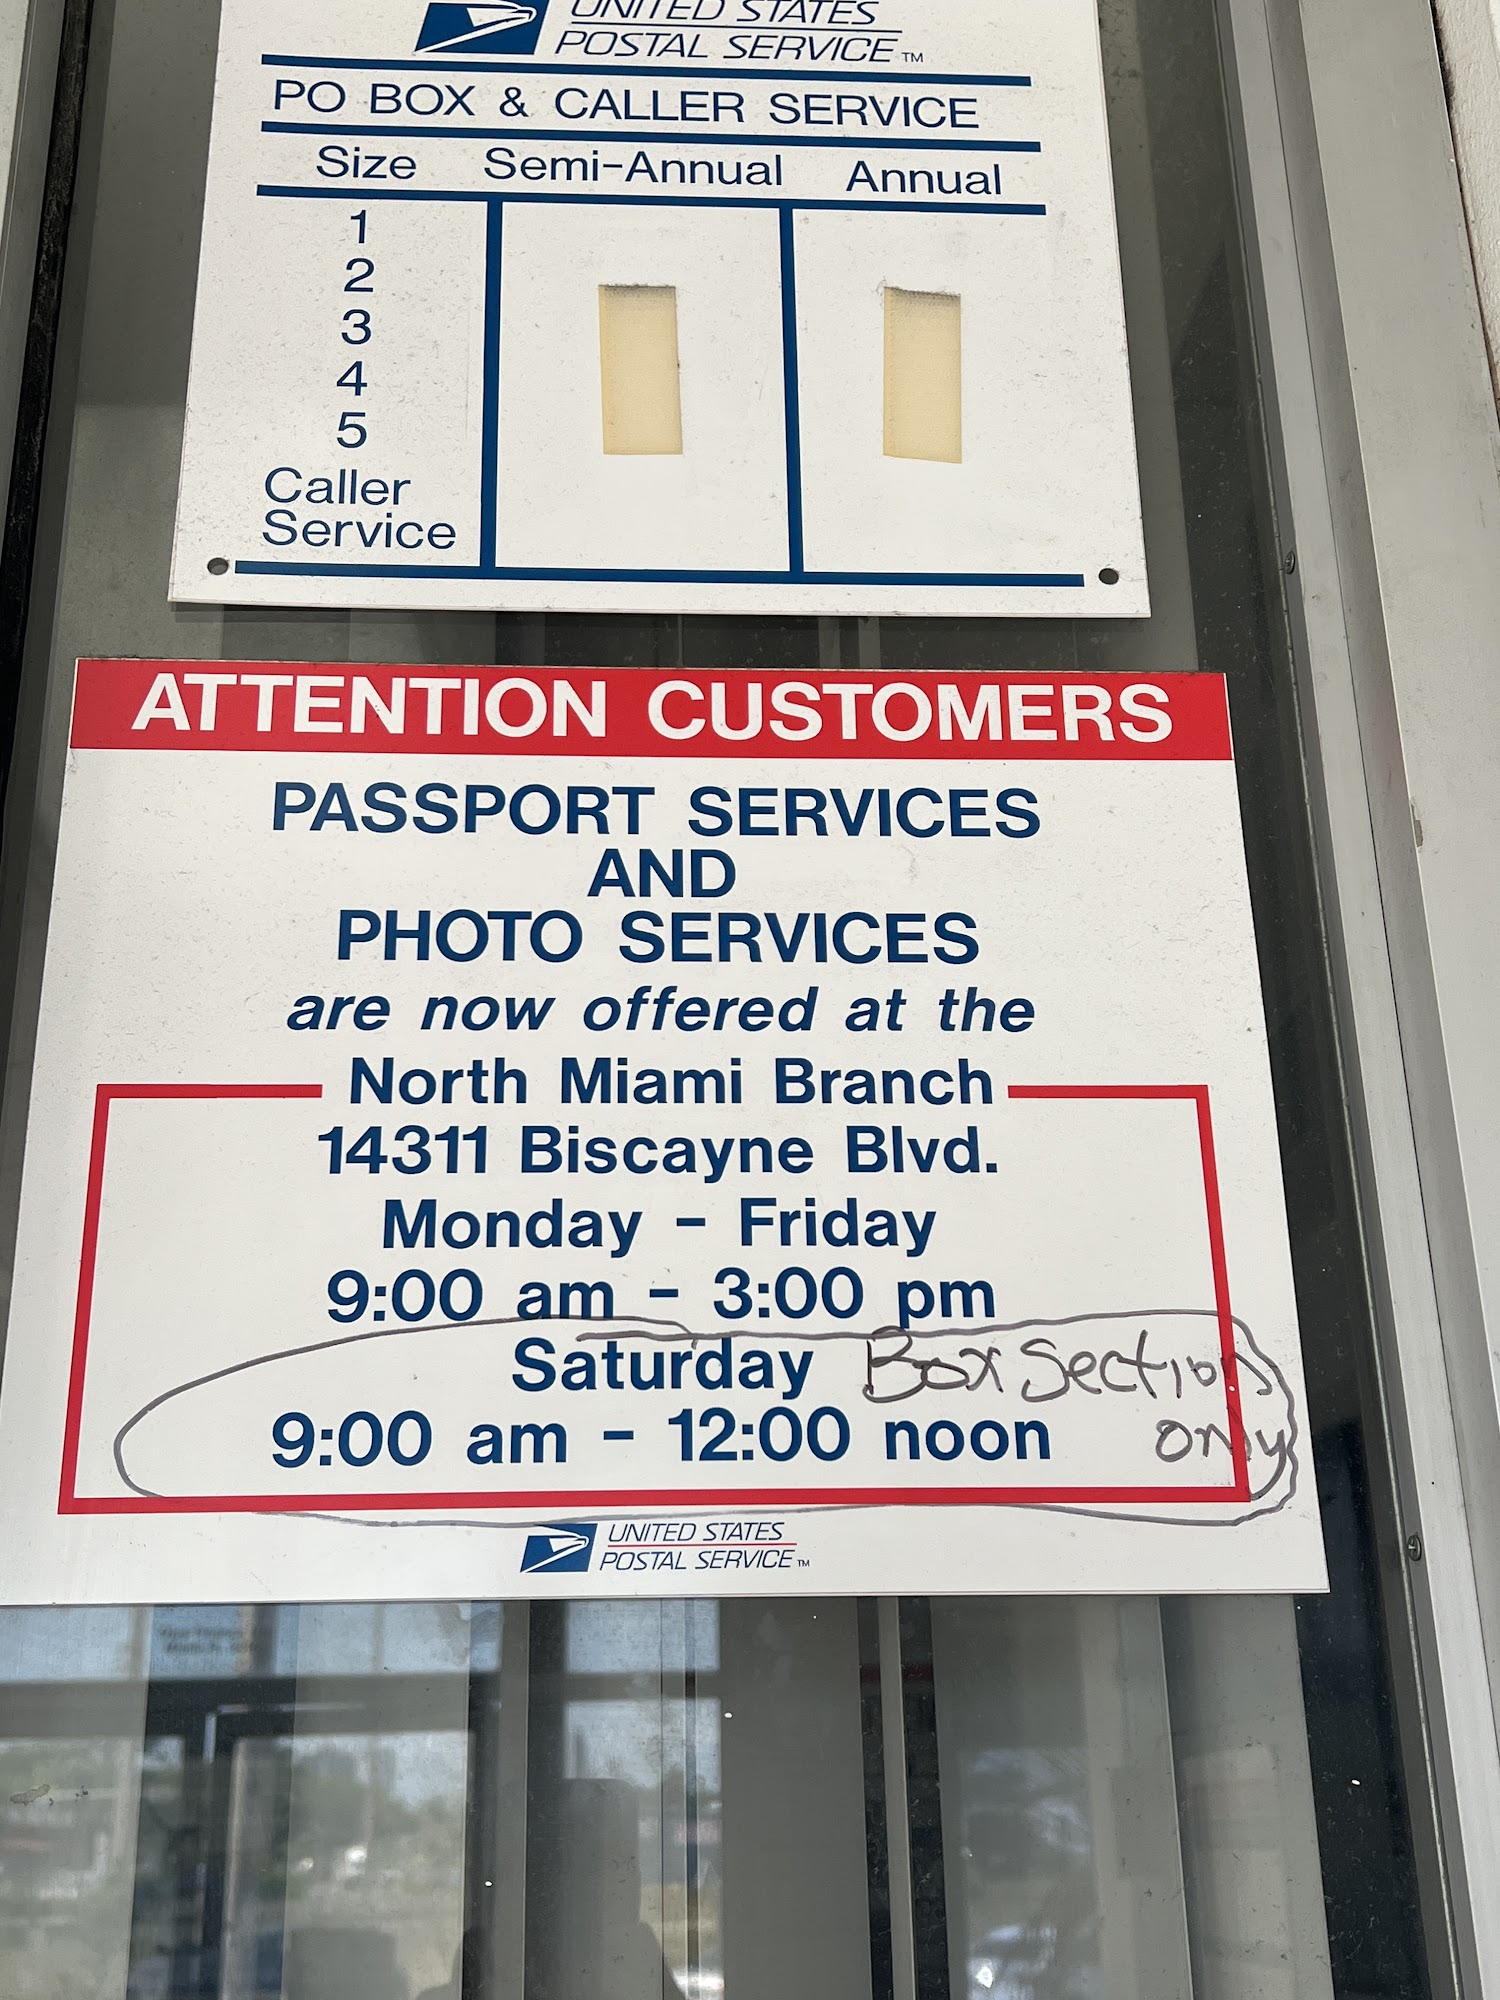 UNITED STATES
POSTAL SERVICE™
PO BOX & CALLER SERVICE
Size Semi-Annual Annual
1
2
3
4
5
Caller
Service
ATTENTION CUSTOMERS
PASSPORT SERVICES
AND
PHOTO SERVICES
are now offered at the
North Miami Branch
14311 Biscayne Blvd.
Monday - Friday
9:00 am - 3:00 pm
Saturday Box Section
9:00 am - 12:00 noon only
UNITED STATES
POSTAL SERVICE™